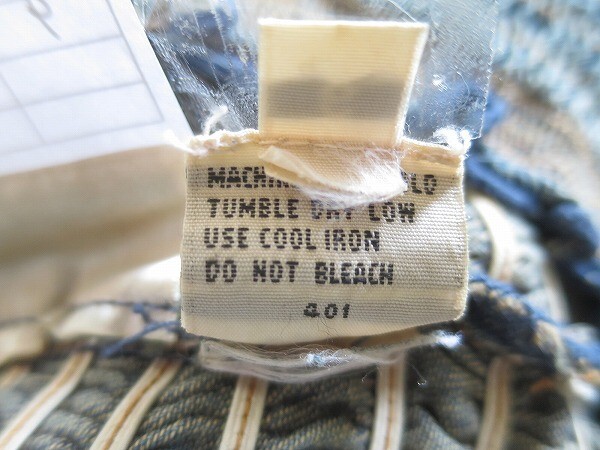 TUMBLE DRY LOW
USE COOL IRON
DO NOT BLEACH
401